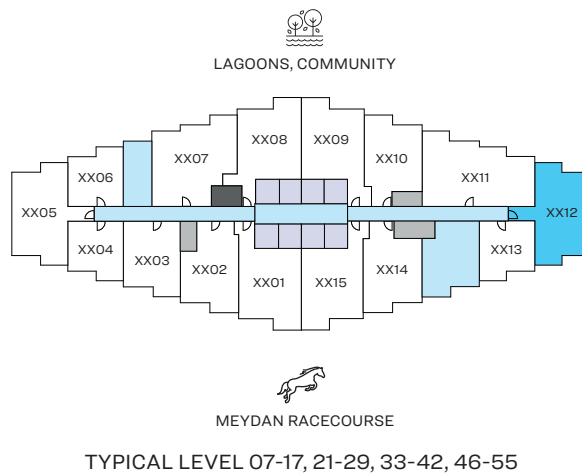 LAGOONS, COMMUNITY
XX08 XX09
XX07 XX10
XX06 XX11
XX05 XX12
XX04 XX13
XX03 XX02 XX14
XX01 XX15
MEYDAN RACECOURSE
TYPICAL LEVEL 07-17, 21-29, 33-42, 46-55